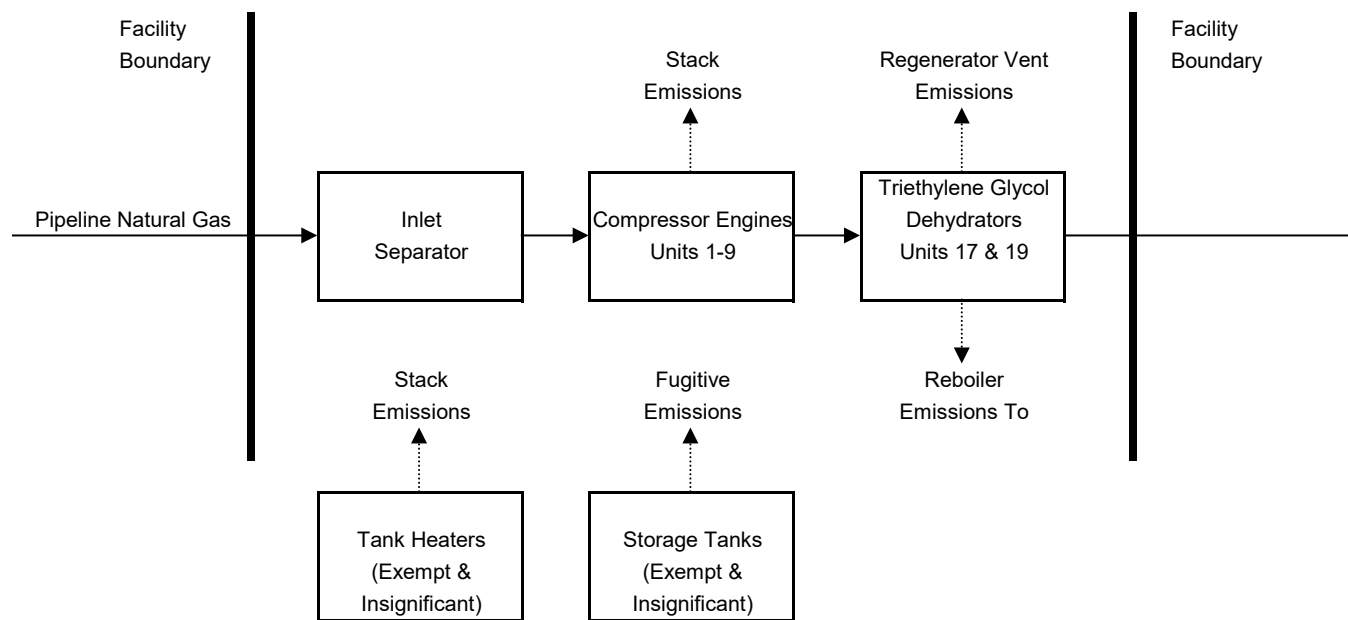 Facility
Boundary
Facility
Boundary
Stack
Emissions
Regenerator Vent
Emissions
Pipeline Natural Gas
Inlet
Separator
Compressor Engines
Units 1-9
Triethylene Glycol
Dehydrators
Units 17 & 19
Stack
Emissions
Fugitive
Emissions
Reboiler
Emissions To
Tank Heaters
(Exempt &
Insignificant)
Storage Tanks
(Exempt &
Insignificant)